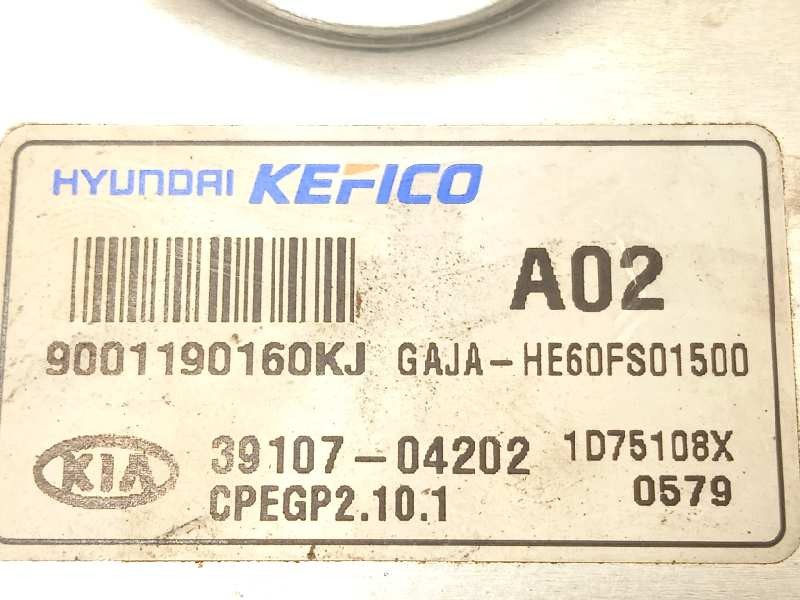 HYUNDAI KEFICO
A02
9001190160KJ GAJA-HE60FS01500
KIA 39107-04202 1D75108X
CPEGP2.10.1 0579